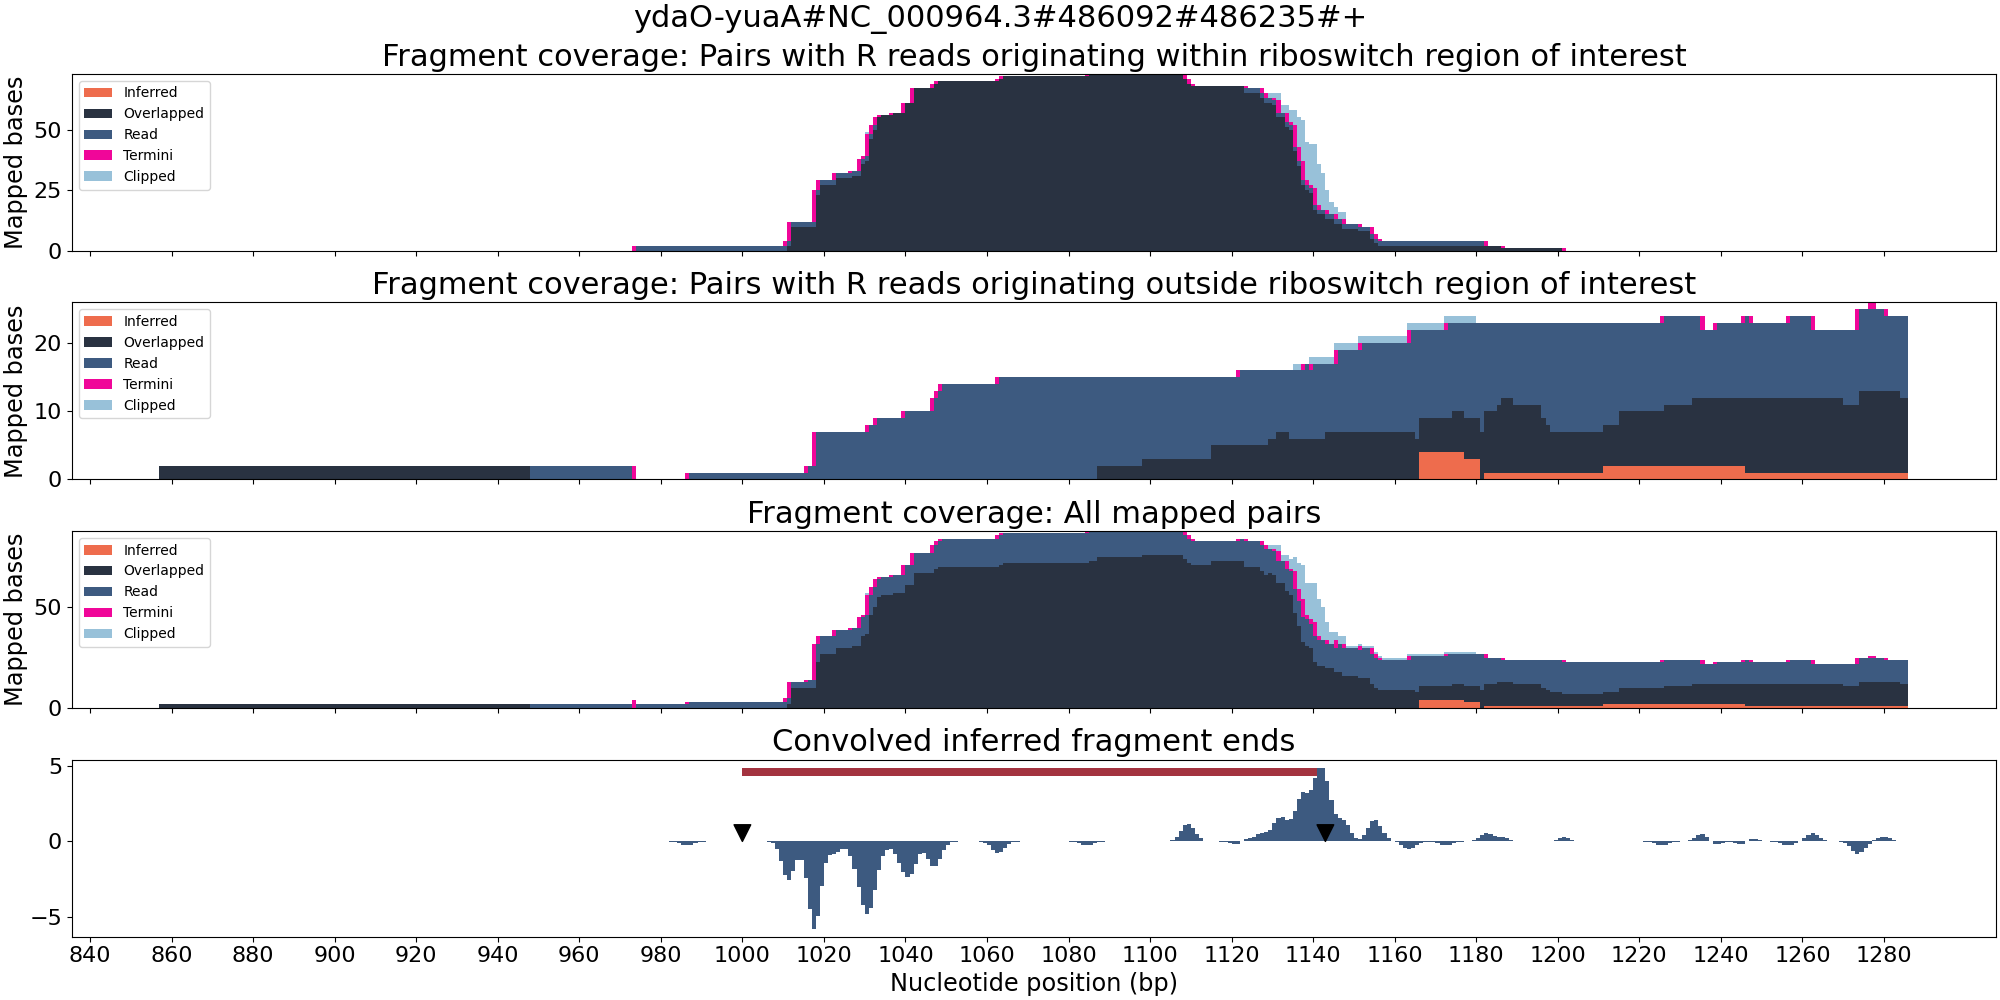 ydaO-yuaA#NC_000964.3#486092#486235#+
Fragment coverage: Pairs with R reads originating within riboswitch region of interest
Mapped bases
50
25
0
Inferred
Overlapped
Read
Termini
Clipped
Fragment coverage: Pairs with R reads originating outside riboswitch region of interest
Mapped bases
20
10
0
Inferred
Overlapped
Read
Termini
Clipped
Fragment coverage: All mapped pairs
Mapped bases
50
0
Inferred
Overlapped
Read
Termini
Clipped
Convolved inferred fragment ends
5
0
−5
840 860 880 900 920 940 960 980 1000 1020 1040 1060 1080 1100 1120 1140 1160 1180 1200 1220 1240 1260 1280
Nucleotide position (bp)